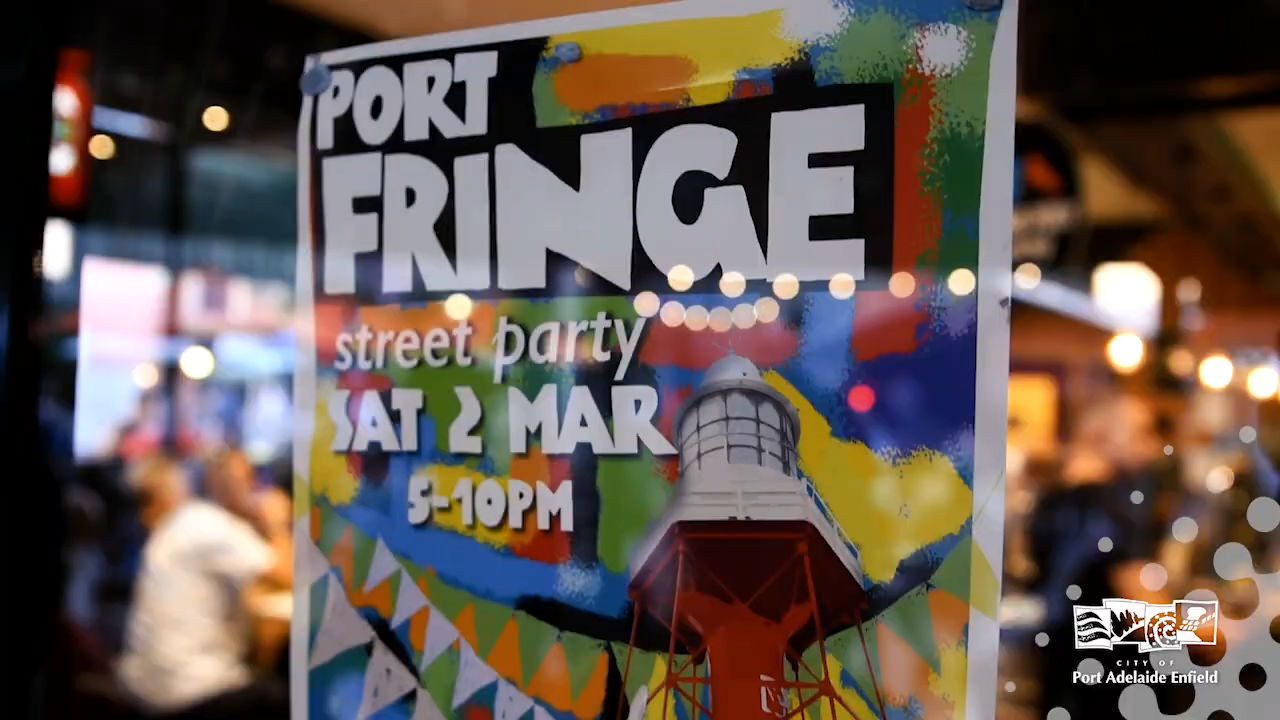 PORT
FRINGE
street party
SAT 2 MAR
5-10PM
CITY OF
Port Adelaide Enfield